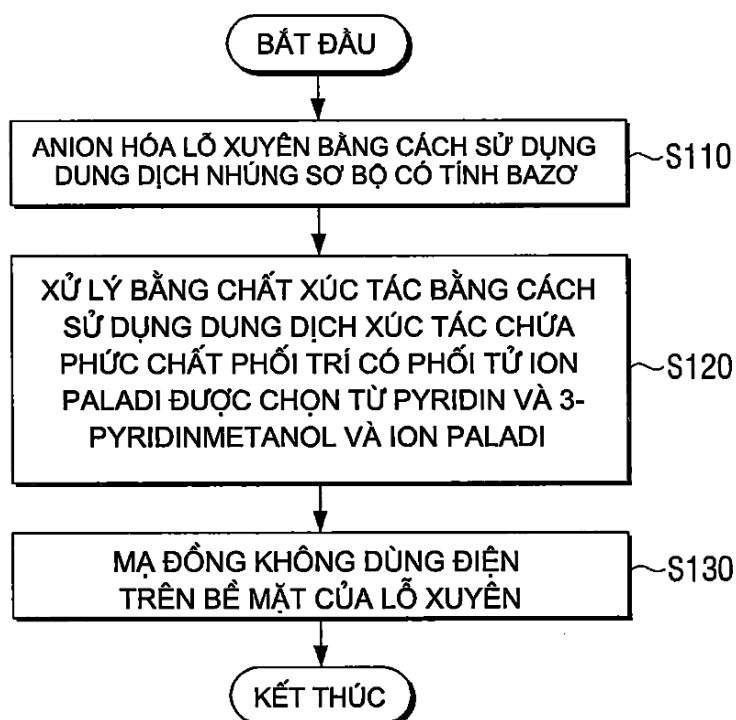 BẮT ĐẦU
ANION HÓA LỖ XUYÊN BẰNG CÁCH SỬ DỤNG
DUNG DỊCH NHÚNG SƠ BỘ CÓ TÍNH BAZƠ
S110
XỬ LÝ BẰNG CHẤT XÚC TÁC BẰNG CÁCH
SỬ DỤNG DUNG DỊCH XÚC TÁC CHỨA
PHỨC CHẤT PHỐI TRÍ CÓ PHỐI TỬ ION
PALADI ĐƯỢC CHỌN TỪ PYRIDIN VÀ 3-
PYRIDINMETANOL VÀ ION PALADI
S120
MẠ ĐỒNG KHÔNG DÙNG ĐIỆN
TRÊN BỀ MẶT CỦA LỖ XUYÊN
S130
KẾT THÚC